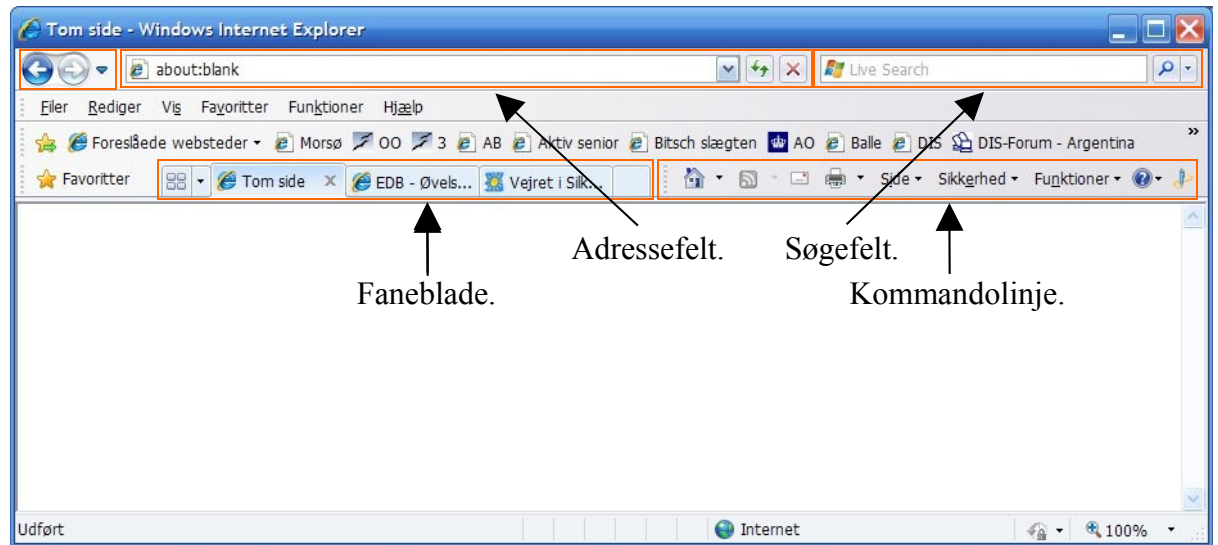 Tom side - Windows Internet Explorer
about:blank
Live Search
Filer Rediger Vis Favoritter Funktioner Hjælp
Foreslåede websteder Morsø OO 3 AB Aktiv senior Bitsch slægten AO Balle DIS DIS-Forum - Argentina »
Favoritter Tom side x EDB - Øvels... Vejret i Silk... Side Sikkerhed Funktioner
Adressefelt. Søgefelt.
Faneblade. Kommandolinje.
Udført Internet 100%